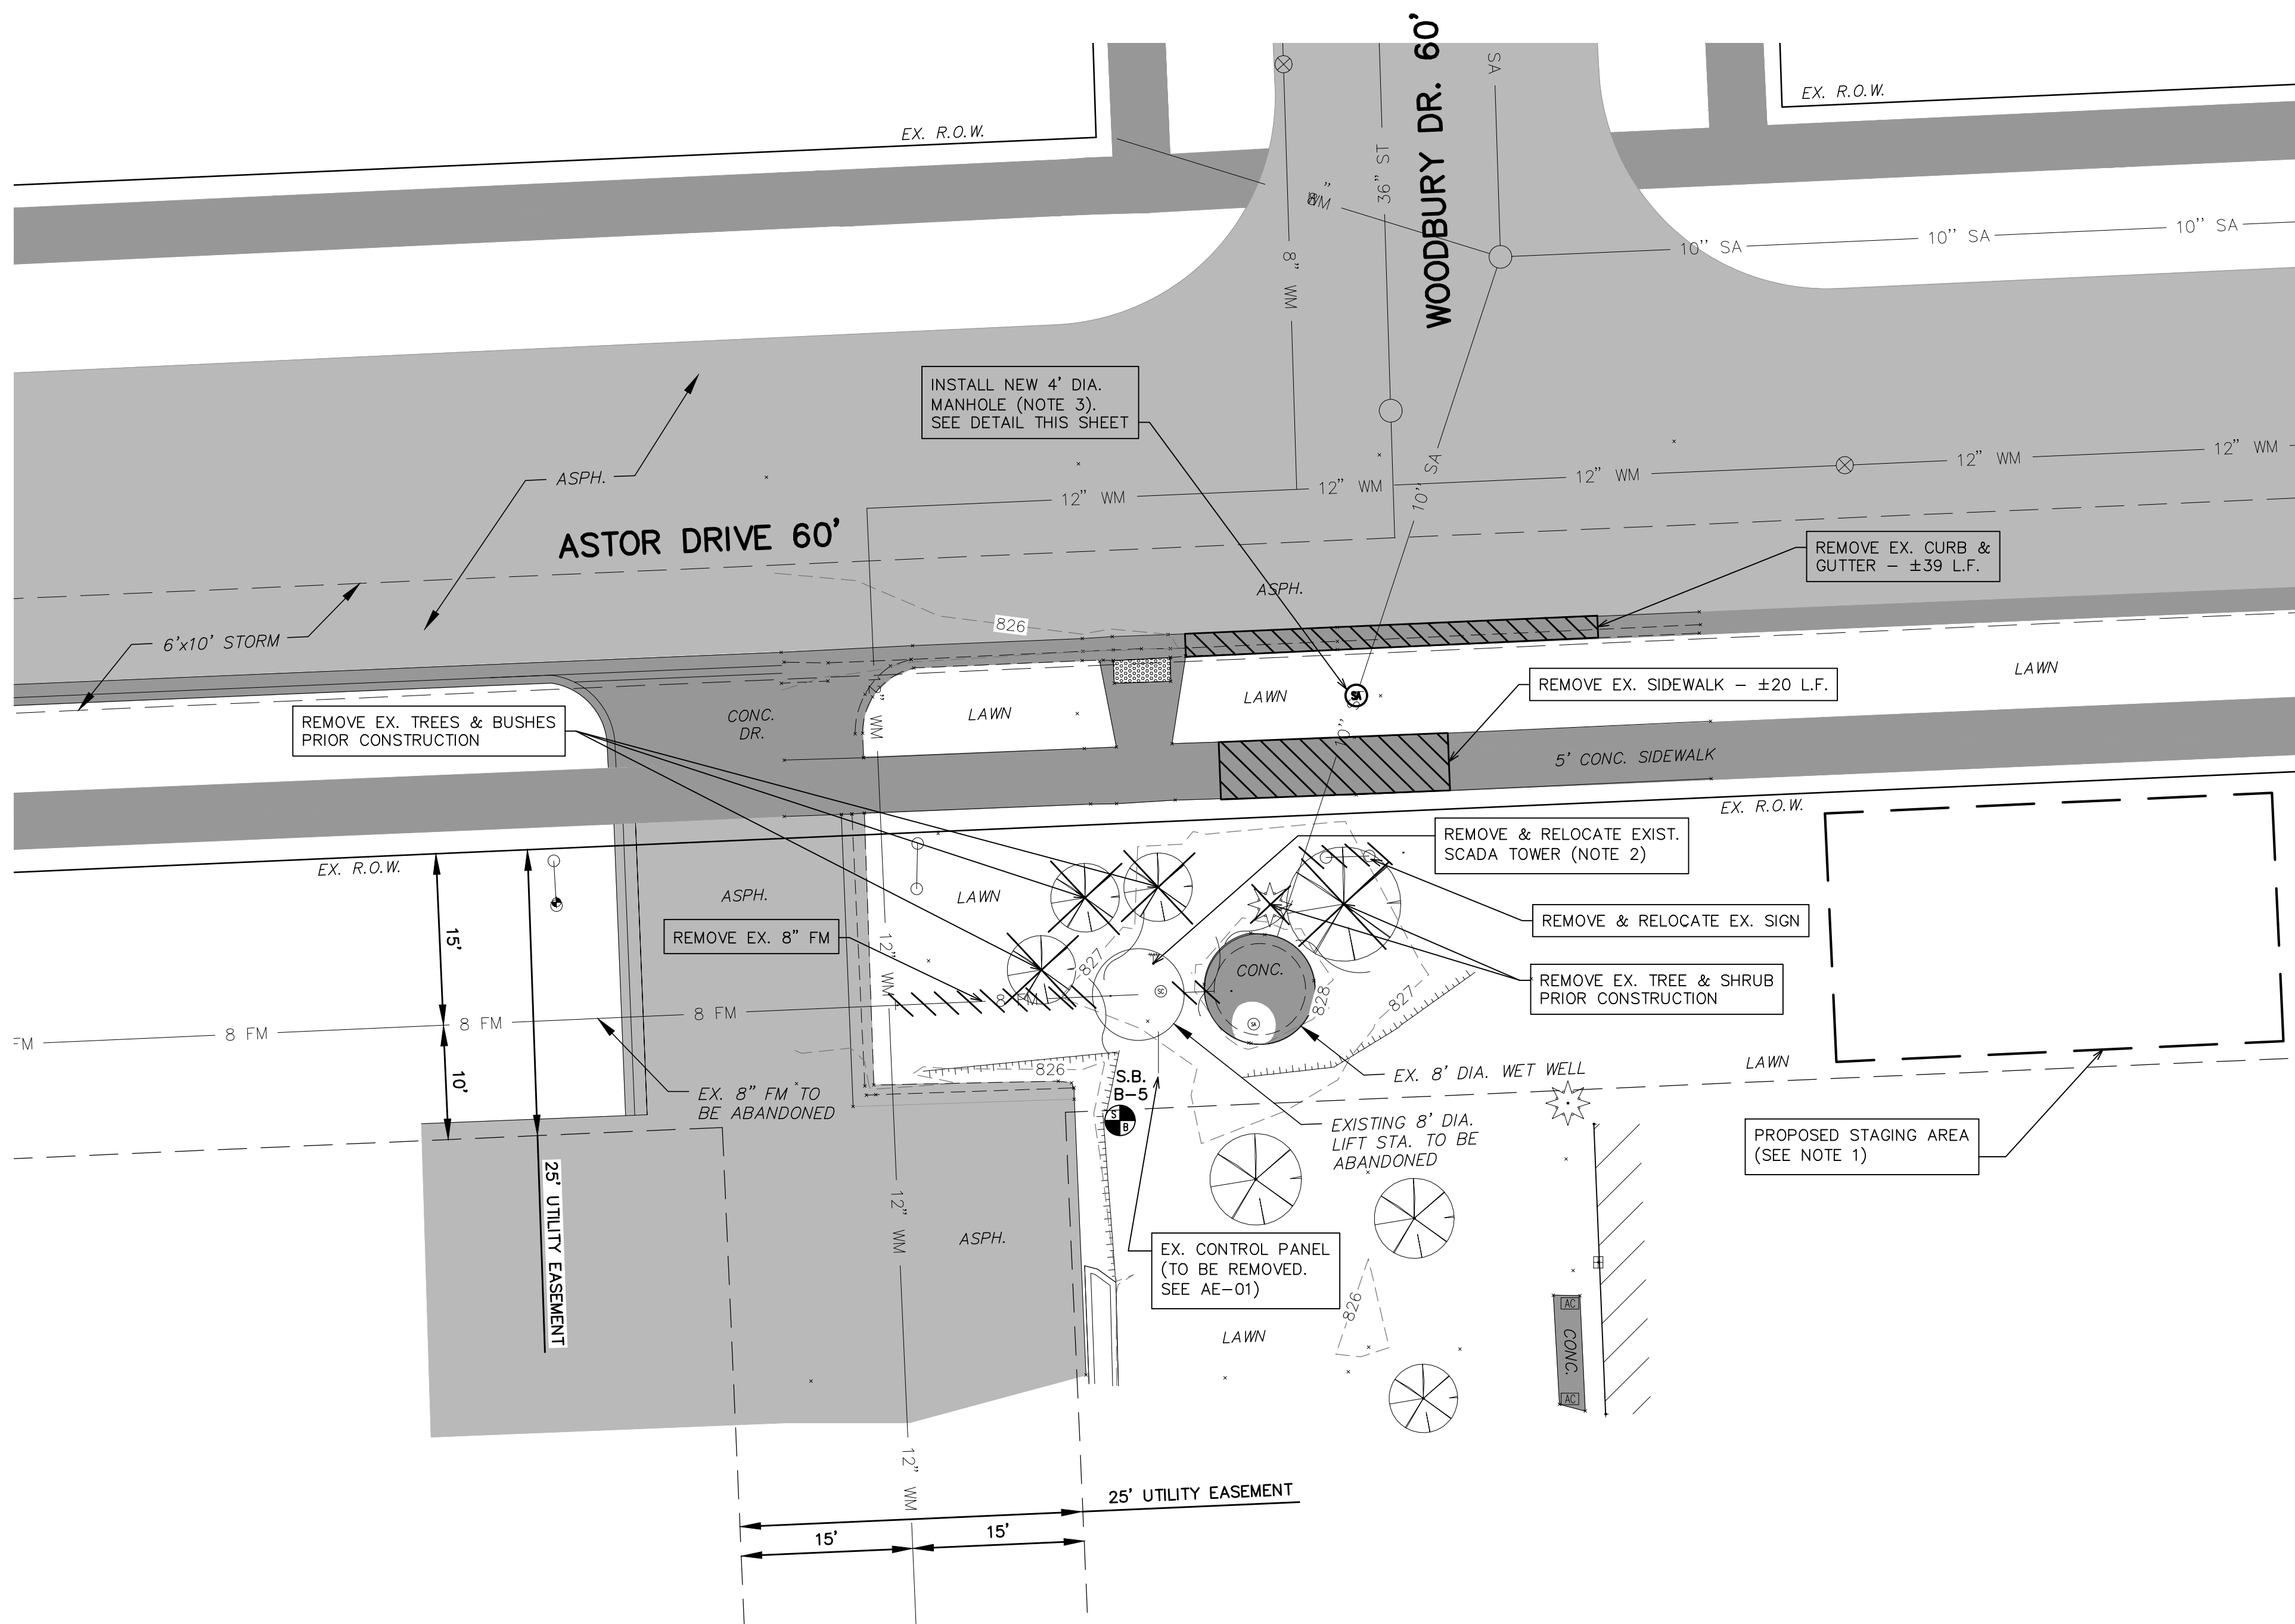 WOODBURY DR. 60'
EX. R.O.W.
EX. R.O.W.
SA
36" ST
8" WM
8" WM
10'' SA
10'' SA
10'' SA
INSTALL NEW 4' DIA.
MANHOLE (NOTE 3).
SEE DETAIL THIS SHEET
ASPH.
10'' SA
12" WM
12" WM
12" WM
12" WM
12" WM
ASTOR DRIVE 60'
REMOVE EX. CURB &
GUTTER – ±39 L.F.
ASPH.
826
6'x10' STORM
LAWN
REMOVE EX. SIDEWALK – ±20 L.F.
LAWN
SA
LAWN
CONC.
DR.
12" WM
REMOVE EX. TREES & BUSHES
PRIOR CONSTRUCTION
10'' S
5' CONC. SIDEWALK
EX. R.O.W.
REMOVE & RELOCATE EXIST.
SCADA TOWER (NOTE 2)
EX. R.O.W.
ASPH.
LAWN
REMOVE & RELOCATE EX. SIGN
15'
REMOVE EX. 8" FM
12" WM
827
CONC.
REMOVE EX. TREE & SHRUB
PRIOR CONSTRUCTION
SC
828
827
8 FM
8 FM
8 FM
8 FM
FM
SA
10'
826
S.B.
B–5
S
B
EX. 8' DIA. WET WELL
LAWN
EX. 8" FM TO
BE ABANDONED
EXISTING 8' DIA.
LIFT STA. TO BE
ABANDONED
PROPOSED STAGING AREA
(SEE NOTE 1)
25' UTILITY EASEMENT
12" WM
ASPH.
EX. CONTROL PANEL
(TO BE REMOVED.
SEE AE–01)
826
LAWN
AC
CONC.
AC
12" WM
25' UTILITY EASEMENT
15'
15'